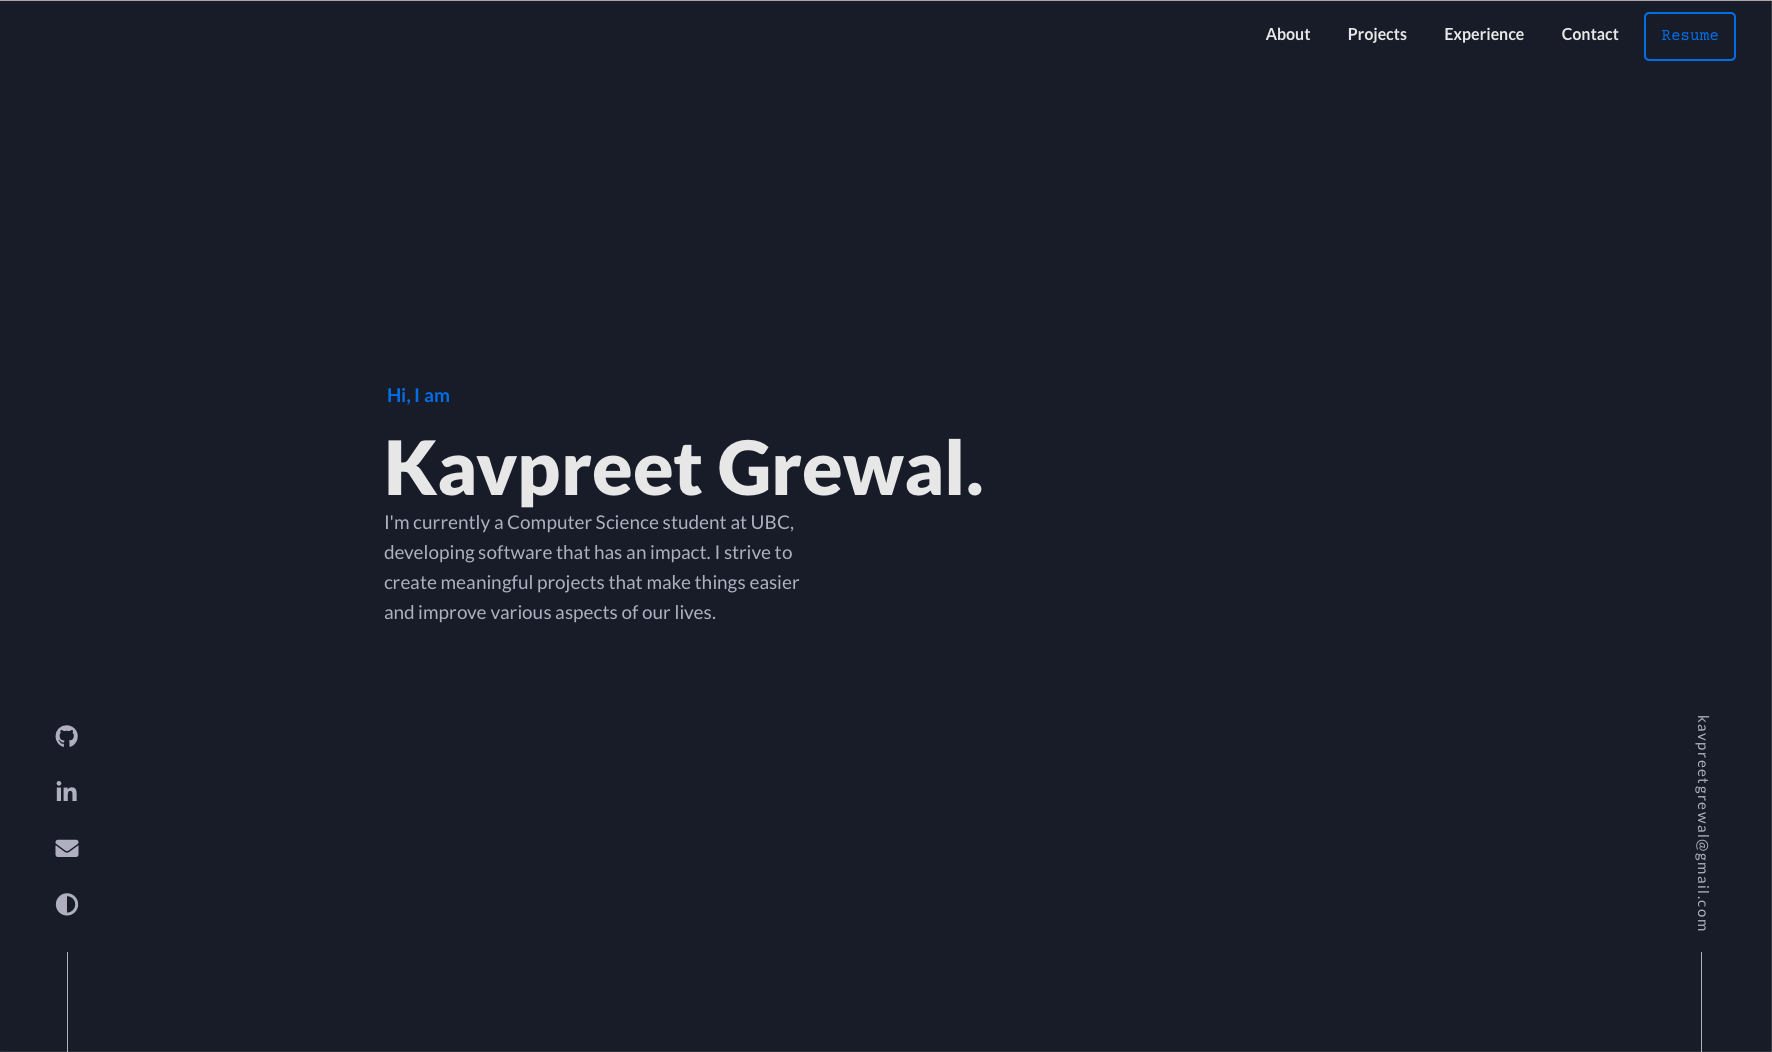 About Projects Experience Contact Resume
Hi, I am
Kavpreet Grewal.
I'm currently a Computer Science student at UBC,
developing software that has an impact. I strive to
create meaningful projects that make things easier
and improve various aspects of our lives.
kavpreetgrewal@gmail.com